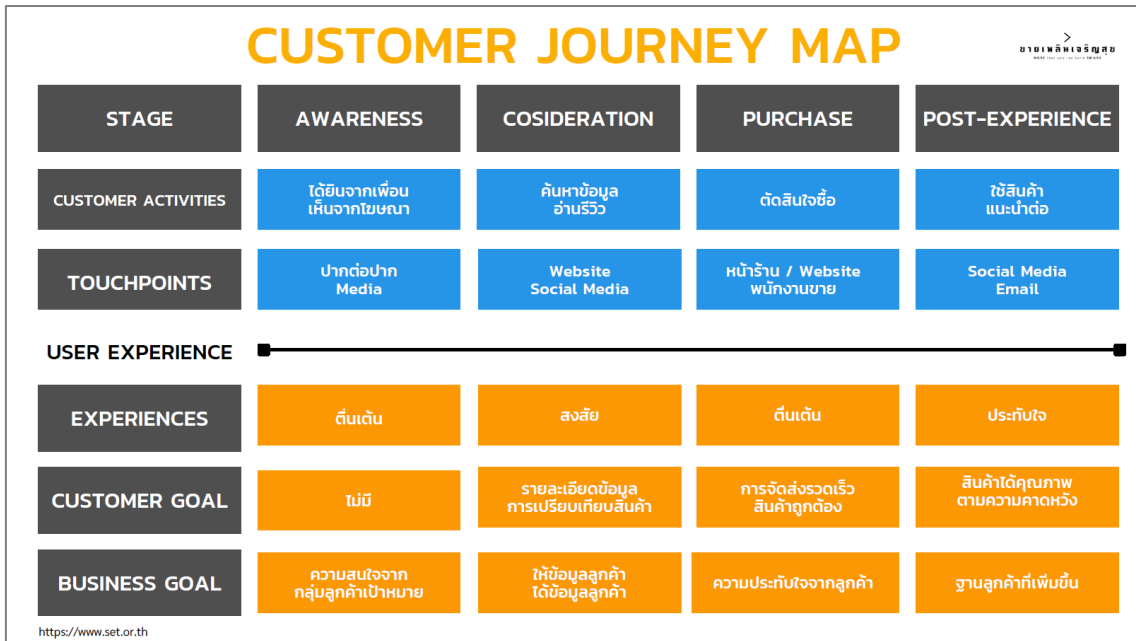 CUSTOMER JOURNEY MAP
ขายเพลินเจริญสุข
STAGE
AWARENESS
COSIDERATION
PURCHASE
POST-EXPERIENCE
CUSTOMER ACTIVITIES
ได้ยินจากเพื่อน
เห็นจากโฆษณา
ค้นหาข้อมูล
อ่านรีวิว
ตัดสินใจซื้อ
ใช้สินค้า
แนะนำต่อ
TOUCHPOINTS
ปากต่อปาก
Media
Website
Social Media
หน้าร้าน / Website
พนักงานขาย
Social Media
Email
USER EXPERIENCE
EXPERIENCES
ตื่นเต้น
สงสัย
ตื่นเต้น
ประทับใจ
CUSTOMER GOAL
ไม่มี
รายละเอียดข้อมูล
การเปรียบเทียบสินค้า
การจัดส่งรวดเร็ว
สินค้าถูกต้อง
สินค้าได้คุณภาพ
ตามความคาดหวัง
BUSINESS GOAL
ความสนใจจาก
กลุ่มลูกค้าเป้าหมาย
ให้ข้อมูลลูกค้า
ได้ข้อมูลลูกค้า
ความประทับใจจากลูกค้า
ฐานลูกค้าที่เพิ่มขึ้น
https://www.set.or.th